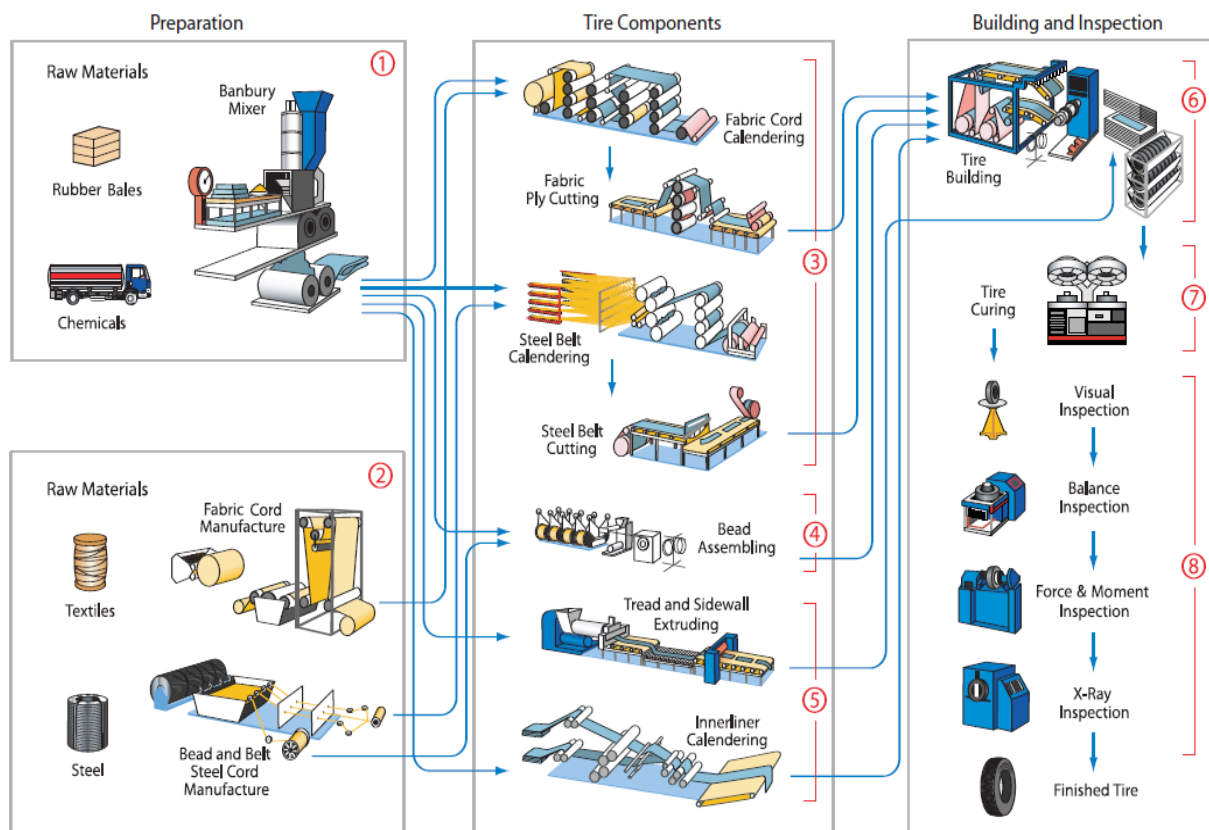 Preparation
Raw Materials
①
Banbury
Mixer
Rubber Bales
Chemicals
Raw Materials
②
Fabric Cord
Manufacture
Textiles
Steel
Bead and Belt
Steel Cord
Manufacture
Tire Components
Fabric Cord
Calendering
Fabric
Ply Cutting
③
Steel Belt
Calendering
Steel Belt
Cutting
④
Bead
Assembling
Tread and Sidewall
Extruding
⑤
Innerliner
Calendering
Building and Inspection
⑥
Tire
Building
⑦
Tire
Curing
Visual
Inspection
Balance
Inspection
⑧
Force & Moment
Inspection
X-Ray
Inspection
Finished Tire